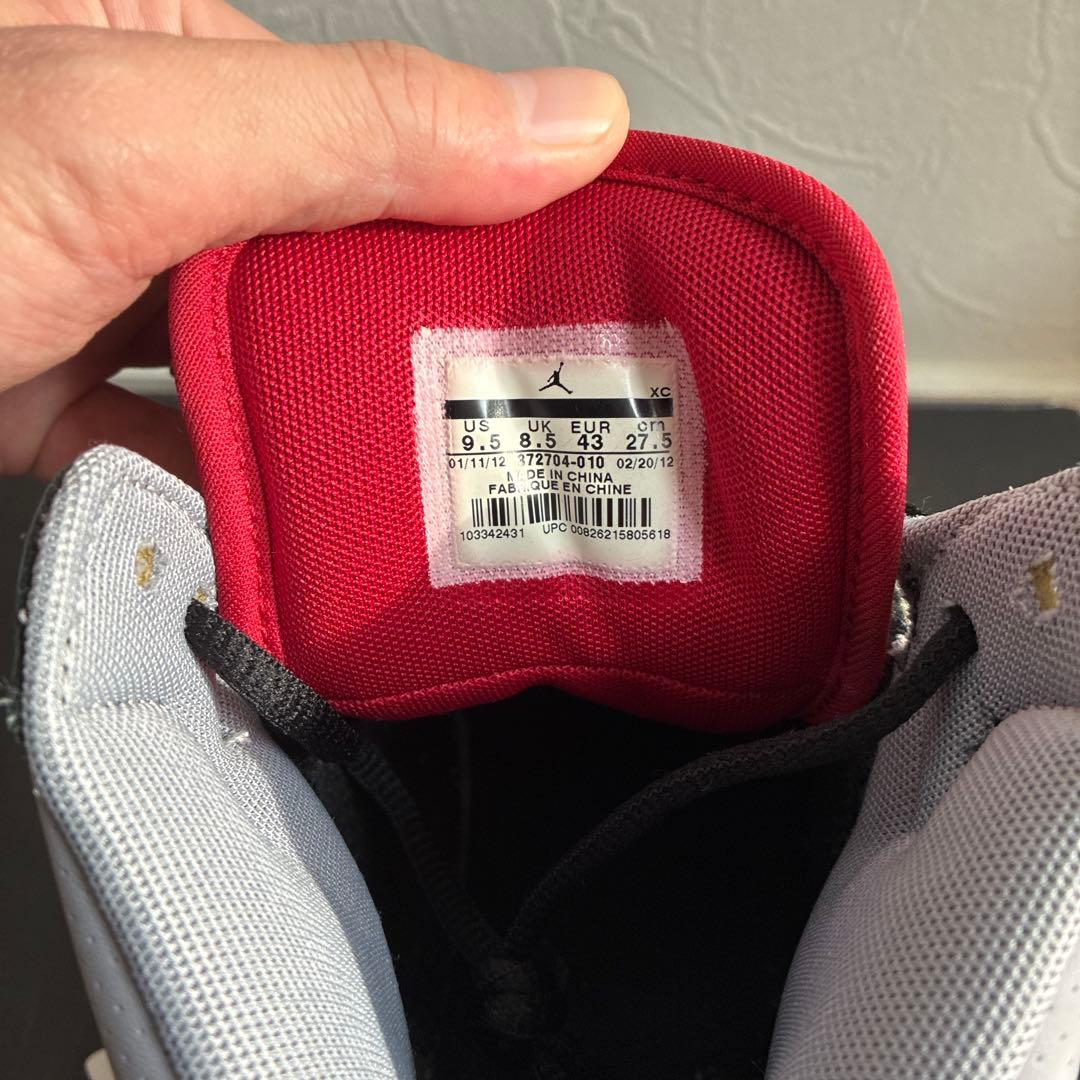 XC
US UK EUR cm
9.5 8.5 43 27.5
01/11/12 372704-010 02/20/12
MADE IN CHINA
FABRIQUE EN CHINE
103342431 UPC 00826215805618